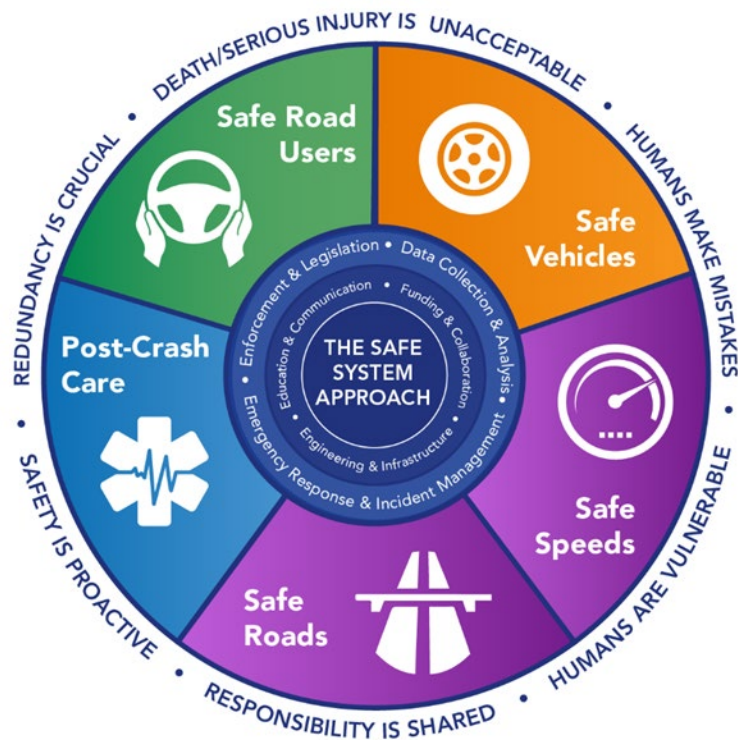 DEATH/SERIOUS INJURY IS UNACCEPTABLE •
HUMANS MAKE MISTAKES •
HUMANS ARE VULNERABLE •
RESPONSIBILITY IS SHARED •
SAFETY IS PROACTIVE •
REDUNDANCY IS CRUCIAL •
Safe Road
Users
Safe
Vehicles
Safe
Speeds
Safe
Roads
Post-Crash
Care
Enforcement & Legislation •
Data Collection & Analysis •
Emergency Response & Incident Management •
Education & Communication •
Funding & Collaboration •
Engineering & Infrastructure •
THE SAFE
SYSTEM
APPROACH